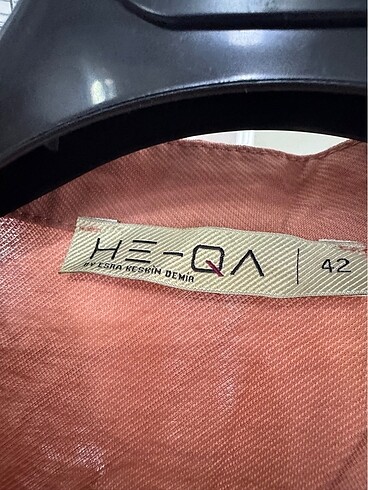 HE-QA | 42
BY ESRA KESKİN DEMİR